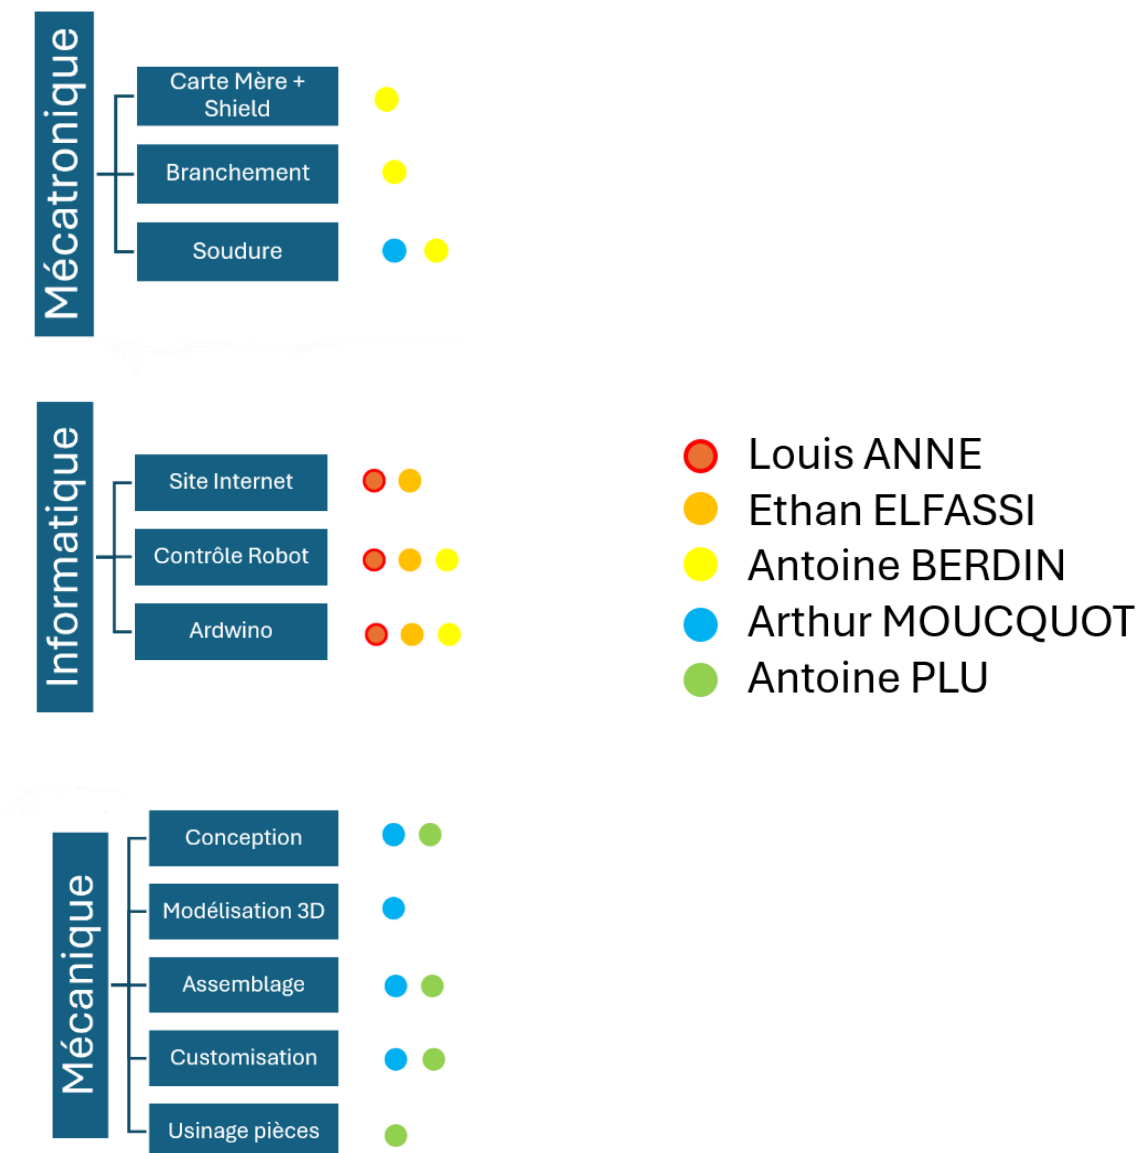 Mécatronique
Carte Mère +
Shield
Branchement
Soudure
Informatique
Site Internet
Contrôle Robot
Ardwino
Louis ANNE
Ethan ELFASSI
Antoine BERDIN
Arthur MOUCQUOT
Antoine PLU
Mécanique
Conception
Modélisation 3D
Assemblage
Customisation
Usinage pièces